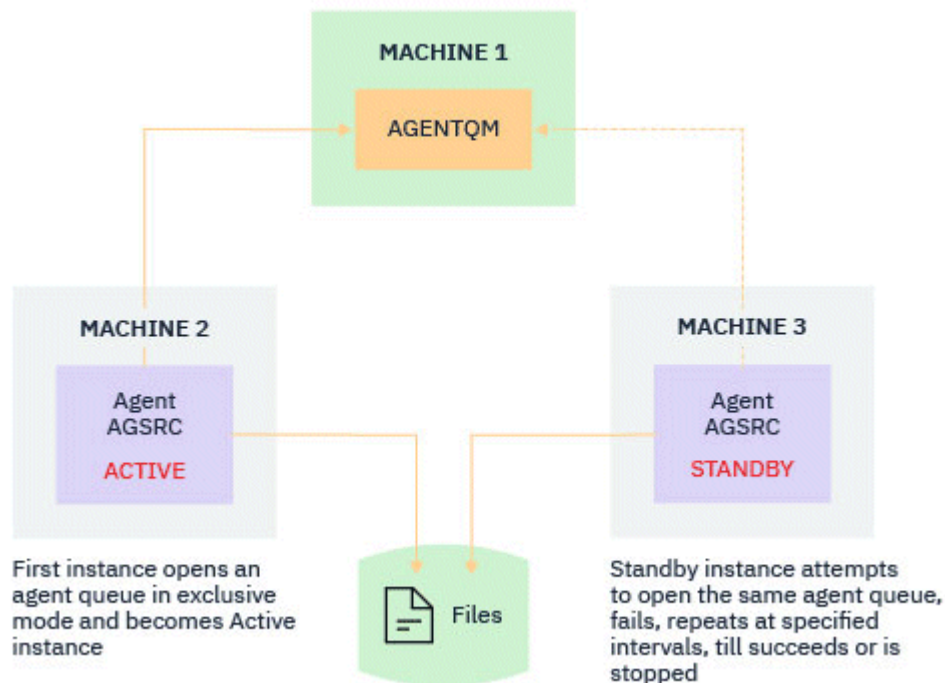 MACHINE 1
AGENTQM
MACHINE 2
Agent
AGSRC
ACTIVE
MACHINE 3
Agent
AGSRC
STANDBY
First instance opens an
agent queue in exclusive
mode and becomes Active
instance
Files
Standby instance attempts
to open the same agent queue,
fails, repeats at specified
intervals, till succeeds or is
stopped